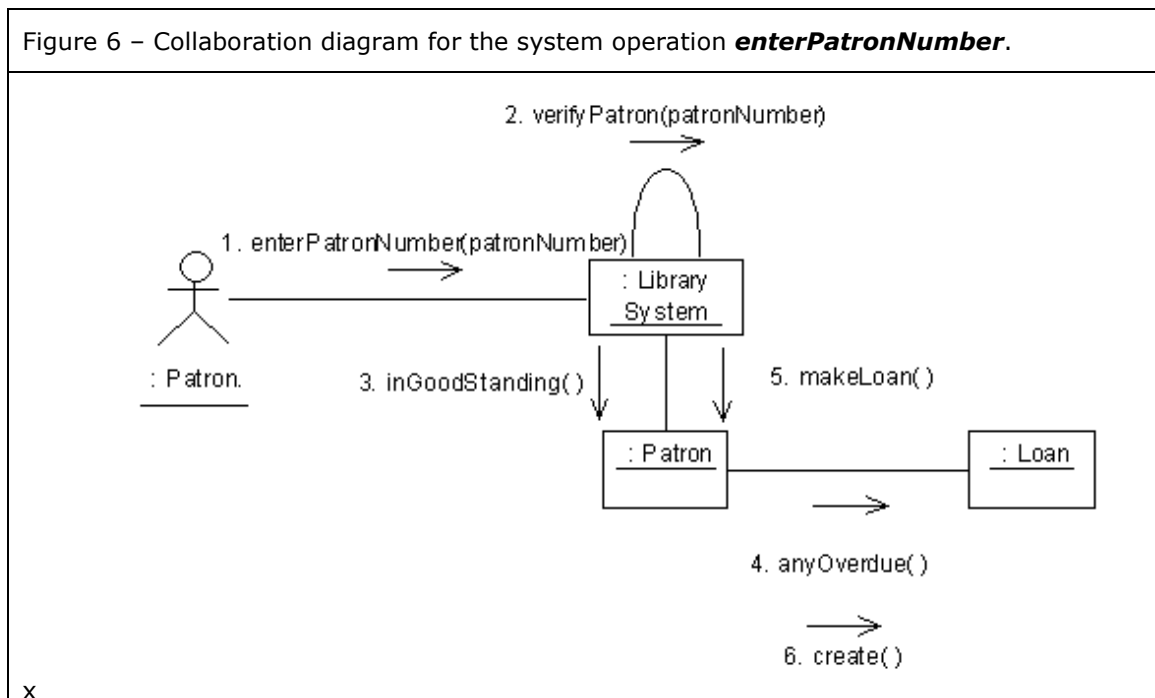 Figure 6 – Collaboration diagram for the system operation enterPatronNumber.
2. verifyPatron(patronNumber)
1. enterPatronNumber(patronNumber)
: Library
System
: Patron.
3. inGoodStanding( )
5. makeLoan( )
: Patron
: Loan
4. anyOverdue( )
6. create( )
x